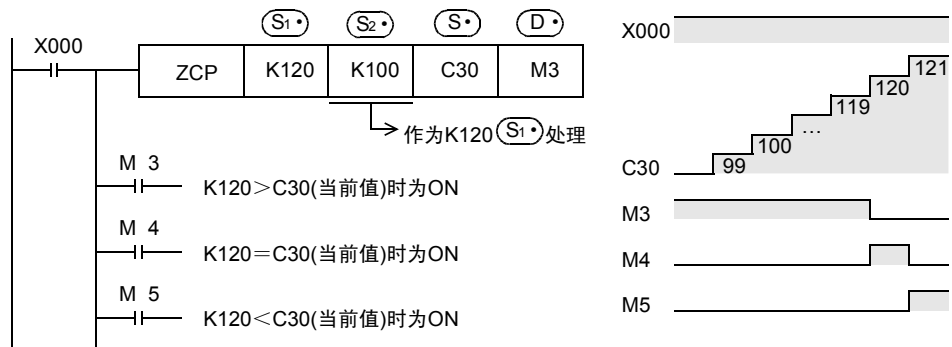 S1· S2· S· D·
X000
ZCP K120 K100 C30 M3
作为K120 S1· 处理
M 3
K120＞C30(当前值)时为ON
M 4
K120＝C30(当前值)时为ON
M 5
K120＜C30(当前值)时为ON
X000
121
120
119
…
100
99
C30
M3
M4
M5